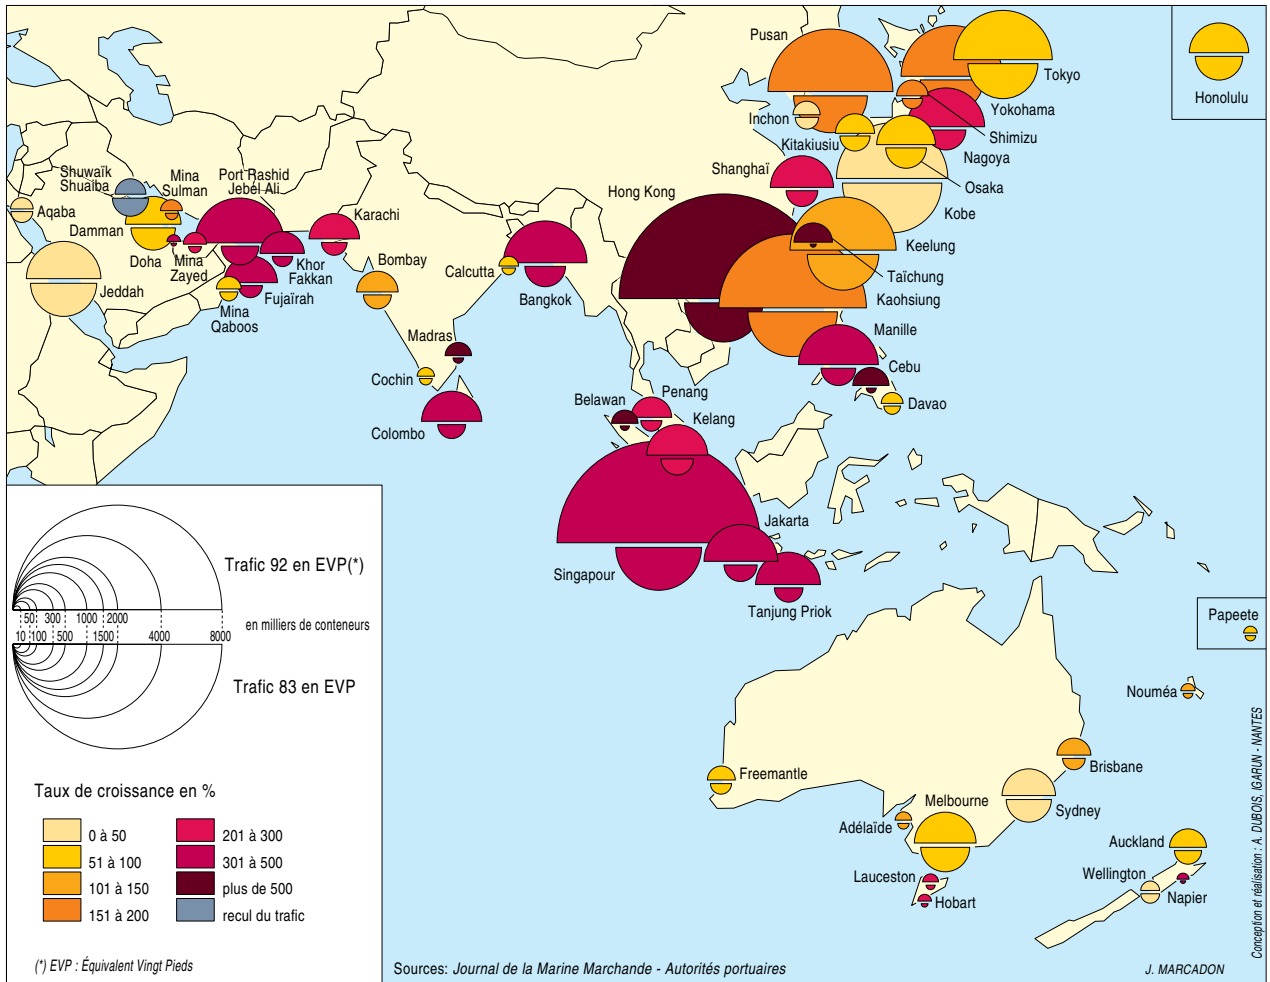 Pusan
Tokyo
Yokohama
Honolulu
Inchon
Shimizu
Kitakiusiu
Nagoya
Shanghaï
Osaka
Kobe
Hong Kong
Keelung
Taïchung
Kaohsiung
Manille
Cebu
Davao
Shuwaïk
Shuaiba
Mina
Sulman
Port Rashid
Jebel Ali
Aqaba
Karachi
Damman
Doha
Mina
Zayed
Khor
Fakkan
Bombay
Calcutta
Bangkok
Jeddah
Fujaïrah
Mina
Qaboos
Madras
Cochin
Colombo
Belawan
Penang
Kelang
Jakarta
Singapour
Tanjung Priok
Papeete
Nouméa
Brisbane
Freemantle
Melbourne
Sydney
Adélaïde
Auckland
Lauceston
Wellington
Hobart
Napier
Trafic 92 en EVP(*)
50 300 1000 2000
en milliers de conteneurs
10 100 500 1500 4000 8000
Trafic 83 en EVP
Taux de croissance en %
0 à 50
201 à 300
51 à 100
301 à 500
101 à 150
plus de 500
151 à 200
recul du trafic
(*) EVP : Équivalent Vingt Pieds
Sources: Journal de la Marine Marchande - Autorités portuaires
J. MARCADON
Conception et réalisation : A. DUBOIS, IGARUN - NANTES